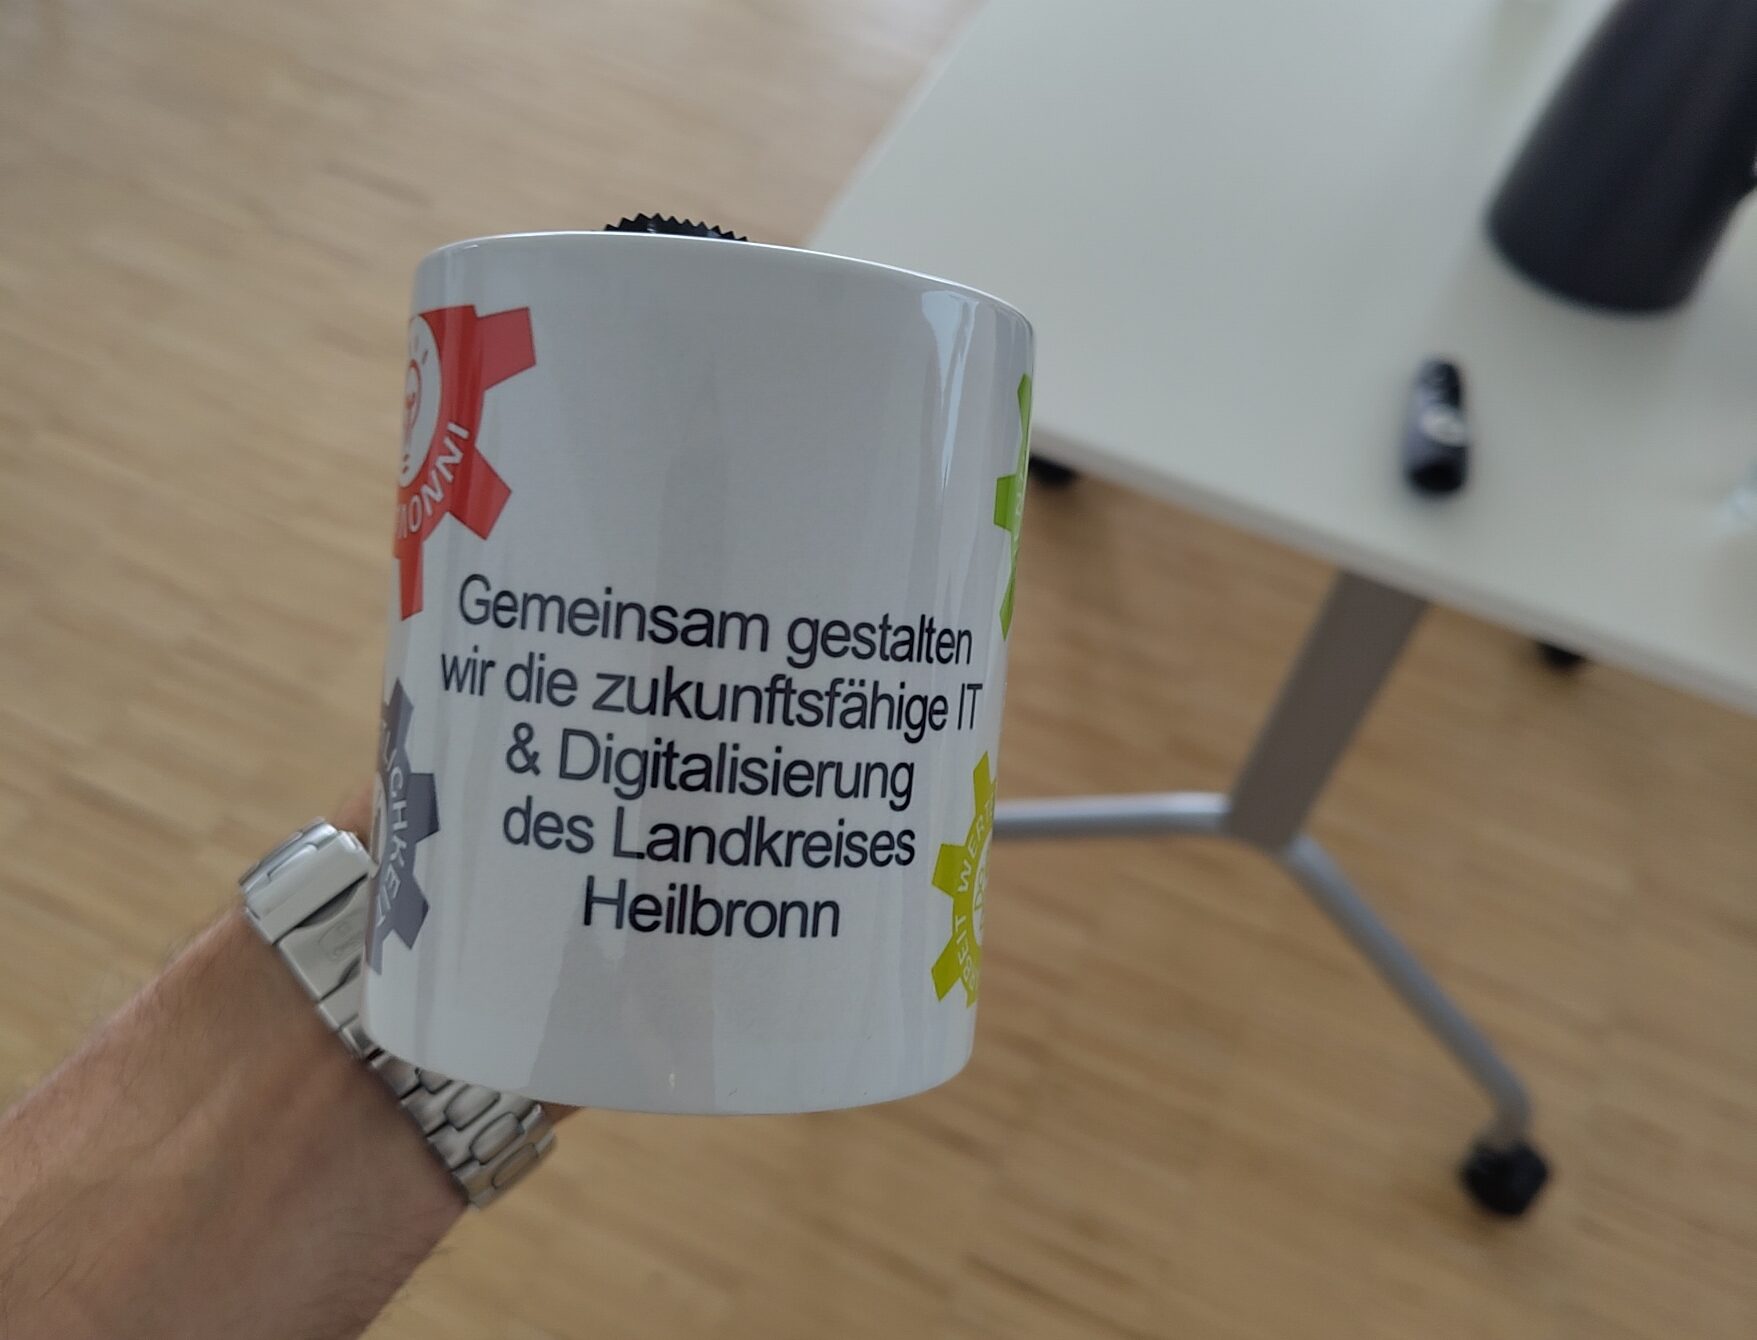 Gemeinsam gestalten
wir die zukunftsfähige IT
& Digitalisierung
des Landkreises
Heilbronn